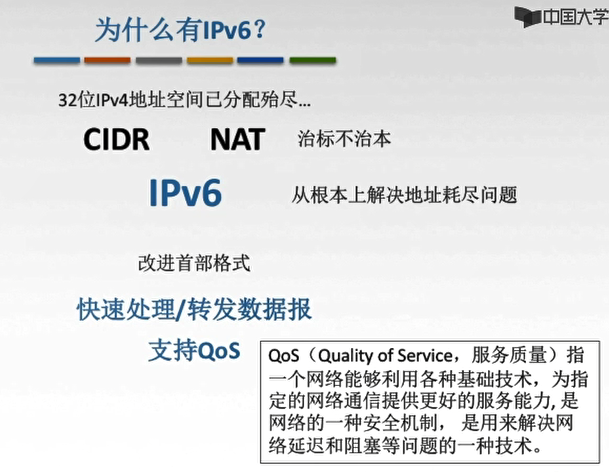 中国大学
为什么有IPv6？
32位IPv4地址空间已分配殆尽…
CIDR NAT 治标不治本
IPv6 从根本上解决地址耗尽问题
改进首部格式
快速处理/转发数据报
支持QoS
QoS（Quality of Service，服务质量）指
一个网络能够利用各种基础技术，为指
定的网络通信提供更好的服务能力, 是
网络的一种安全机制， 是用来解决网
络延迟和阻塞等问题的一种技术。